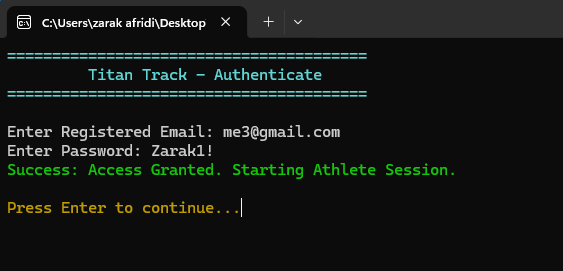 C:\Users\zarak afridi\Desktop
========================================
Titan Track - Authenticate
========================================
Enter Registered Email: me3@gmail.com
Enter Password: Zarak1!
Success: Access Granted. Starting Athlete Session.
Press Enter to continue...